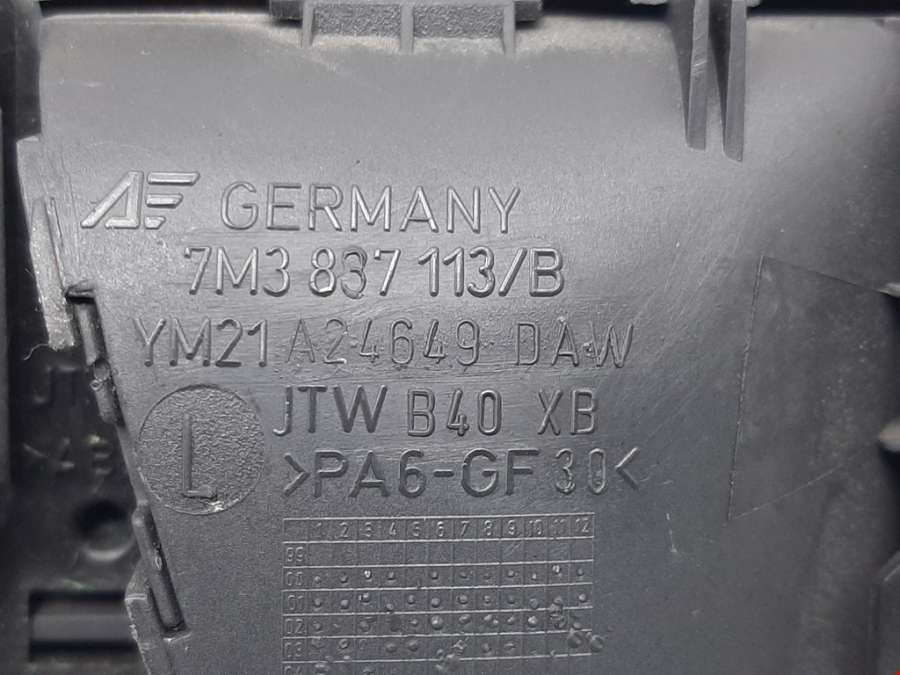 AF GERMANY
7M3 837 113/B
YM21 A24649 DAW
JTW B40 XB
L
>PA6-GF30<
1 2 3 4 5 6 7 8 9 10 11 12
99
00
01
02
03